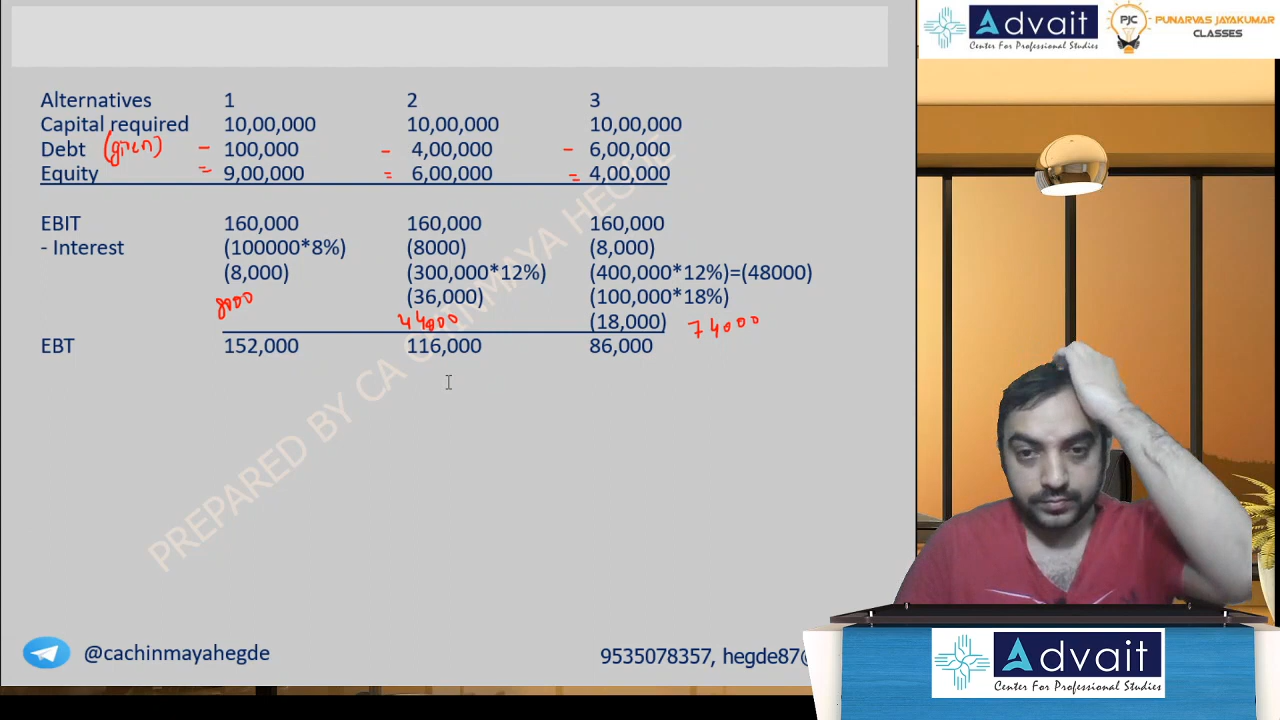 Advait
Center For Professional Studies
PJC
PUNARVAS JAYAKUMAR
CLASSES
Alternatives 1 2 3
Capital required 10,00,000 10,00,000 10,00,000
Debt (given) - 100,000 - 4,00,000 - 6,00,000
Equity = 9,00,000 = 6,00,000 = 4,00,000
EBIT 160,000 160,000 160,000
- Interest (100000*8%) (8000) (8,000)
(8,000) (300,000*12%) (400,000*12%)=(48000)
8000 (36,000) (100,000*18%)
44000 (18,000) 74000
EBT 152,000 116,000 86,000
PREPARED BY CA CHINMAYA HEGDE
@cachinmayahegde
9535078357, hegde87@
Advait
Center For Professional Studies